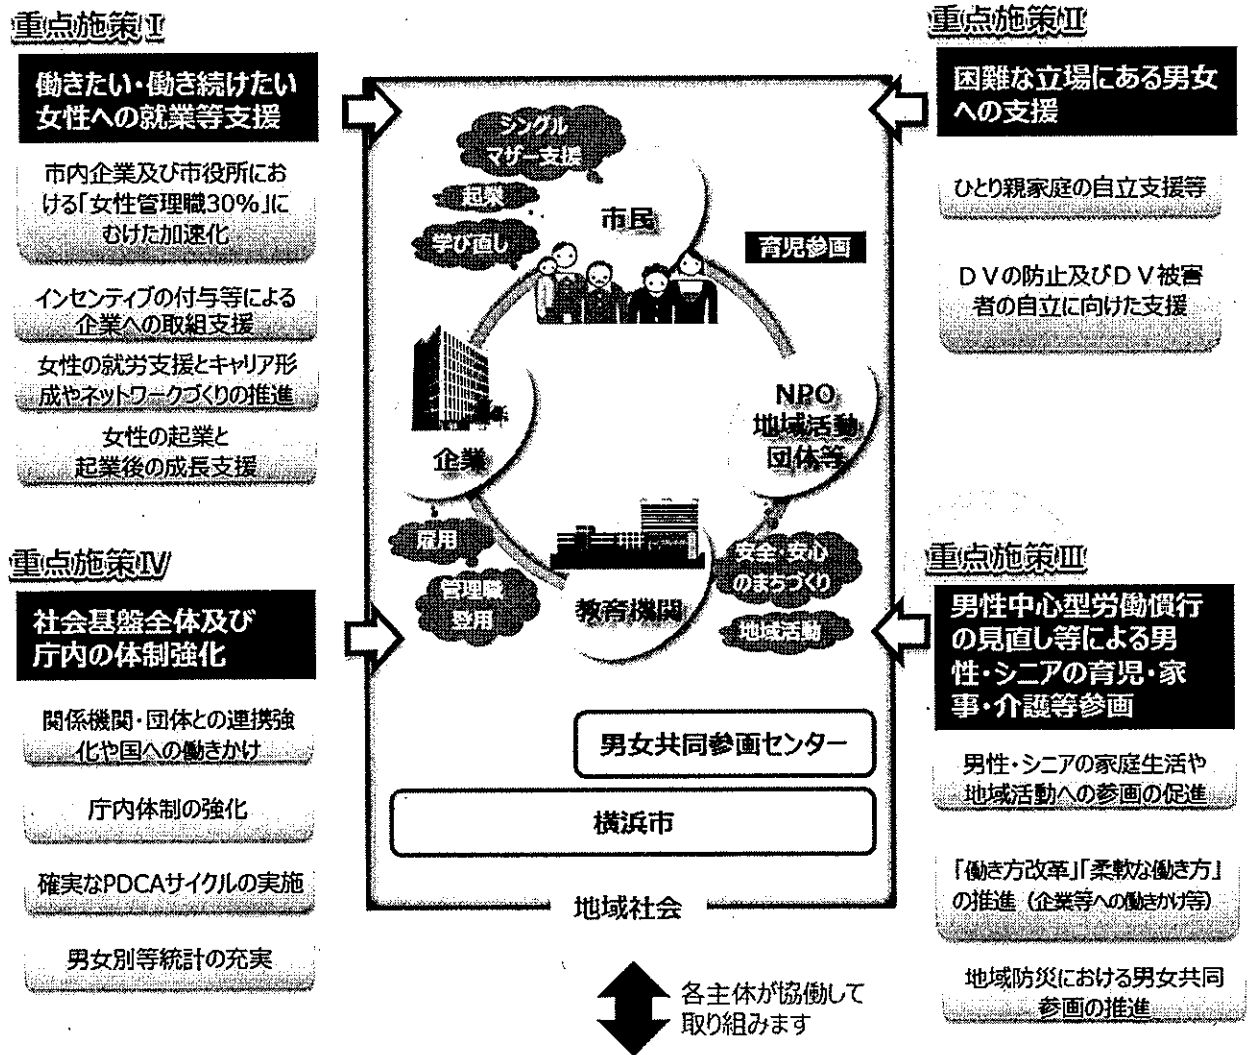 重点施策Ⅰ
働きたい・働き続けたい
女性への就業等支援
市内企業及び市役所にお
ける「女性管理職30%」に
むけた加速化
インセンティブの付与等による
企業への取組支援
女性の就労支援とキャリア形
成やネットワークづくりの推進
女性の起業と
起業後の成長支援
重点施策Ⅳ
社会基盤全体及び
庁内の体制強化
関係機関・団体との連携強
化や国への働きかけ
庁内体制の強化
確実なPDCAサイクルの実施
男女別等統計の充実
シングル
マザー支援
起業
学び直し
市民
育児参画
企業
NPO
地域活動
団体等
雇用
管理職
登用
教育機関
安全・安心
のまちづくり
地域活動
男女共同参画センター
横浜市
地域社会
各主体が協働して
取り組みます
重点施策Ⅱ
困難な立場にある男女
への支援
ひとり親家庭の自立支援等
DVの防止及びDV被害
者の自立に向けた支援
重点施策Ⅲ
男性中心型労働慣行
の見直し等による男
性・シニアの育児・家
事・介護等参画
男性・シニアの家庭生活や
地域活動への参画の促進
「働き方改革」「柔軟な働き方」
の推進(企業等への働きかけ等)
地域防災における男女共同
参画の推進